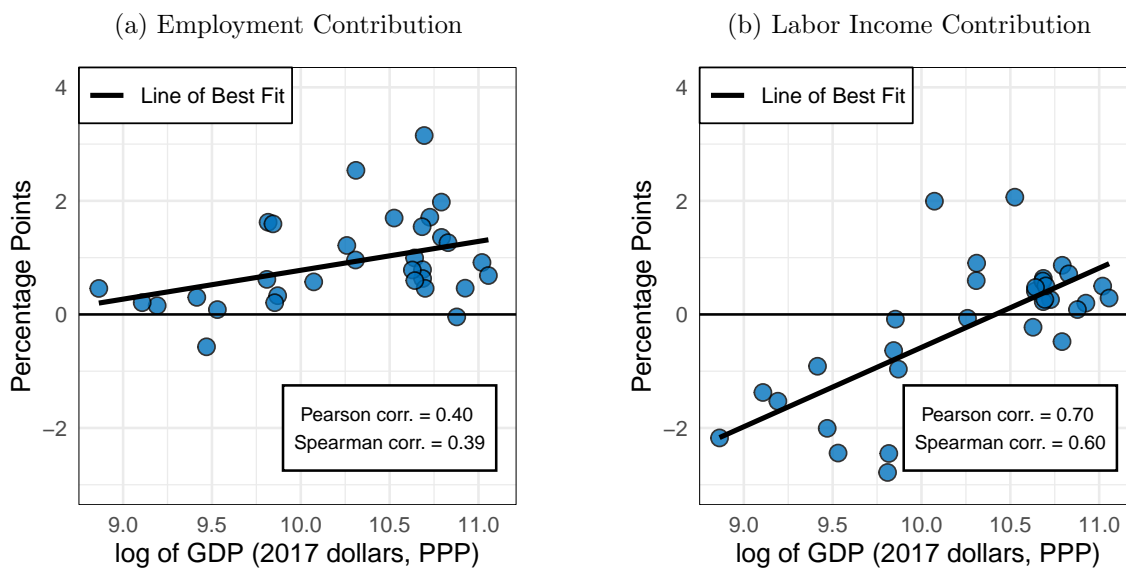 (a) Employment Contribution
Line of Best Fit
Percentage Points
4
2
0
−2
Pearson corr. = 0.40
Spearman corr. = 0.39
9.0 9.5 10.0 10.5 11.0
log of GDP (2017 dollars, PPP)
(b) Labor Income Contribution
Line of Best Fit
Percentage Points
4
2
0
−2
Pearson corr. = 0.70
Spearman corr. = 0.60
9.0 9.5 10.0 10.5 11.0
log of GDP (2017 dollars, PPP)